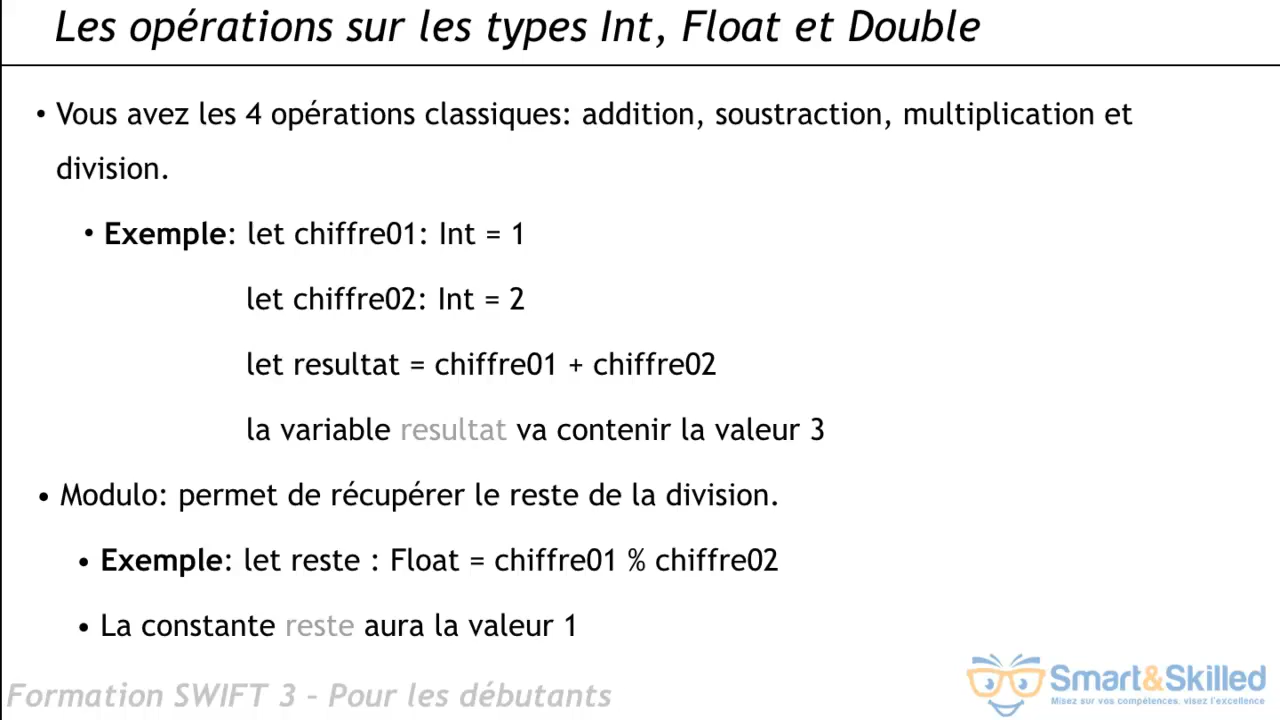 Les opérations sur les types Int, Float et Double
• Vous avez les 4 opérations classiques: addition, soustraction, multiplication et
division.
• Exemple: let chiffre01: Int = 1
let chiffre02: Int = 2
let resultat = chiffre01 + chiffre02
la variable resultat va contenir la valeur 3
• Modulo: permet de récupérer le reste de la division.
• Exemple: let reste : Float = chiffre01 % chiffre02
• La constante reste aura la valeur 1
Formation SWIFT 3 – Pour les débutants
Smart&Skilled
Misez sur vos compétences, visez l'excellence